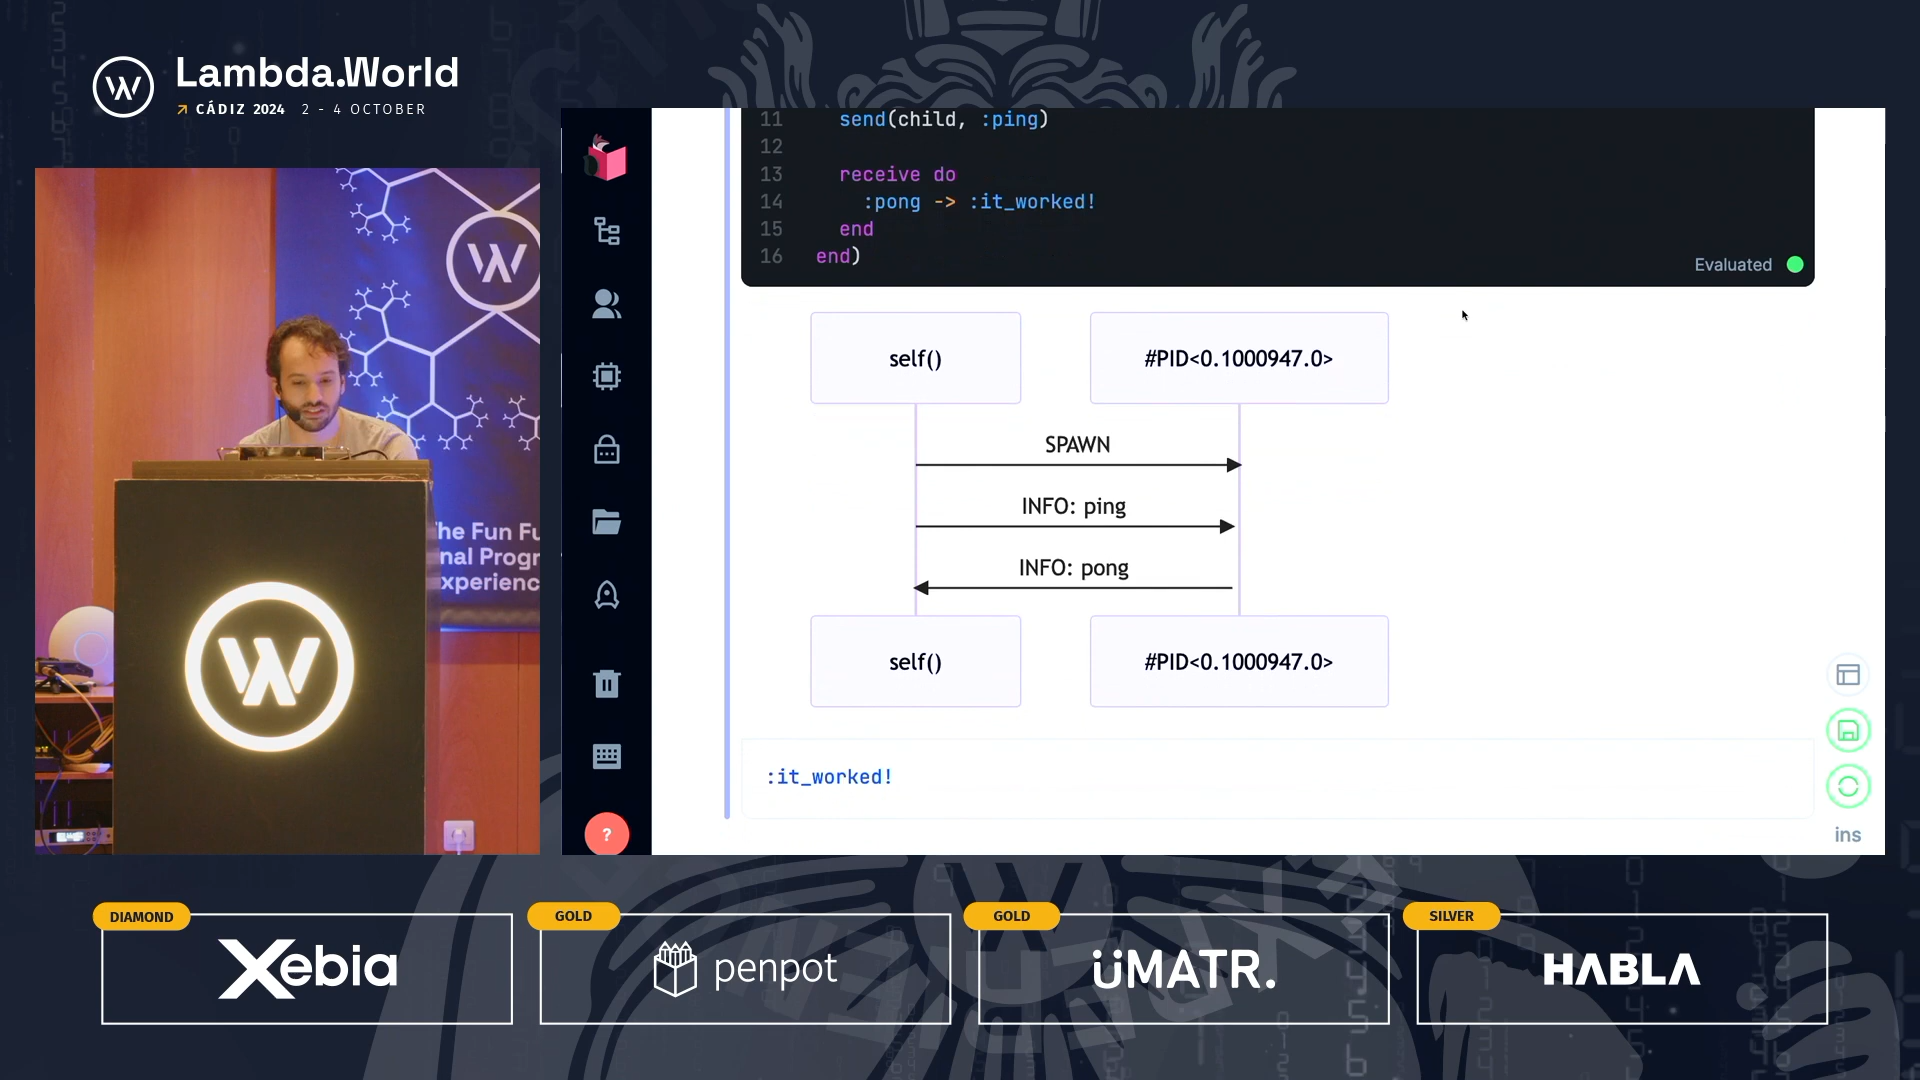 Lambda.World
CÁDIZ 2024 2 - 4 OCTOBER
he Fun Fu
nal Progr
xperienc
11 send(child, :ping)
12
13 receive do
14 :pong -> :it_worked!
15 end
16 end)
Evaluated
self() #PID<0.1000947.0>
SPAWN
INFO: ping
INFO: pong
self() #PID<0.1000947.0>
:it_worked!
?
ins
DIAMOND
Xebia
GOLD
penpot
GOLD
üMATR.
SILVER
HABLA